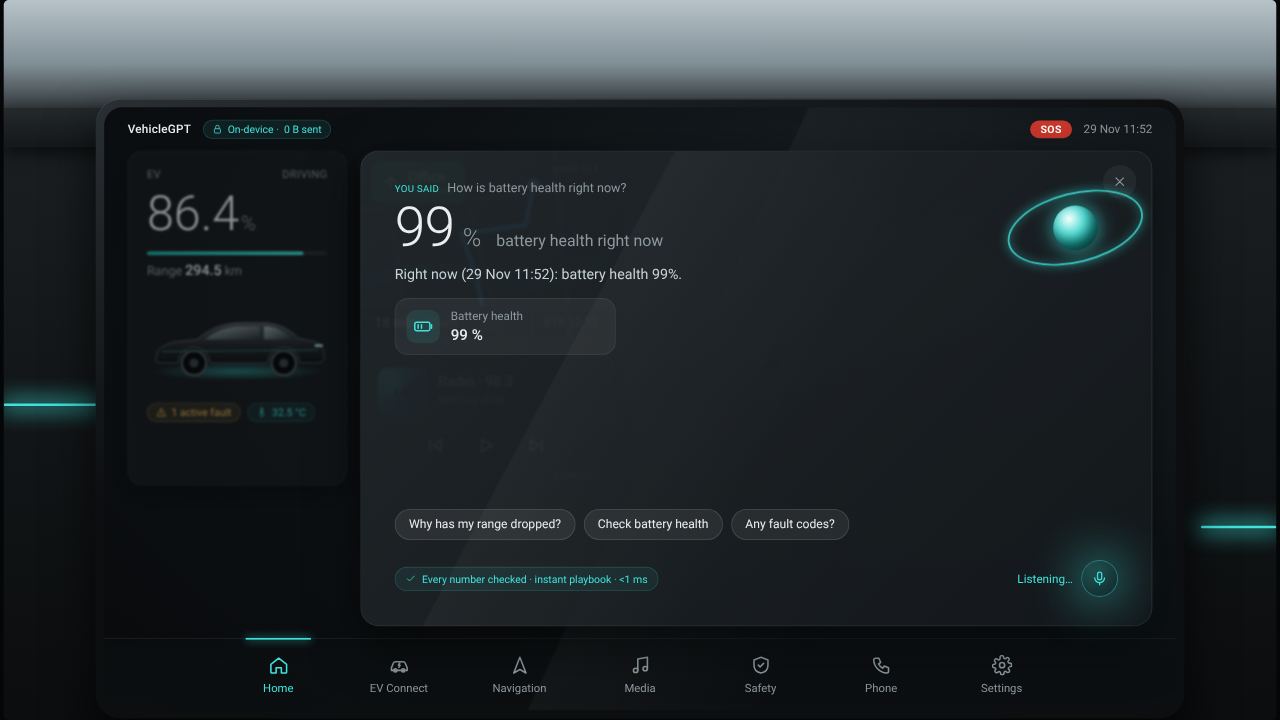 VehicleGPT
On-device · 0 B sent
SOS
29 Nov 11:52
EV
DRIVING
86.4%
Range 294.5 km
1 active fault
32.5 °C
YOU SAID How is battery health right now?
99 % battery health right now
Right now (29 Nov 11:52): battery health 99%.
Battery health
99 %
Why has my range dropped?
Check battery health
Any fault codes?
Every number checked · instant playbook · <1 ms
Listening...
Home
EV Connect
Navigation
Media
Safety
Phone
Settings